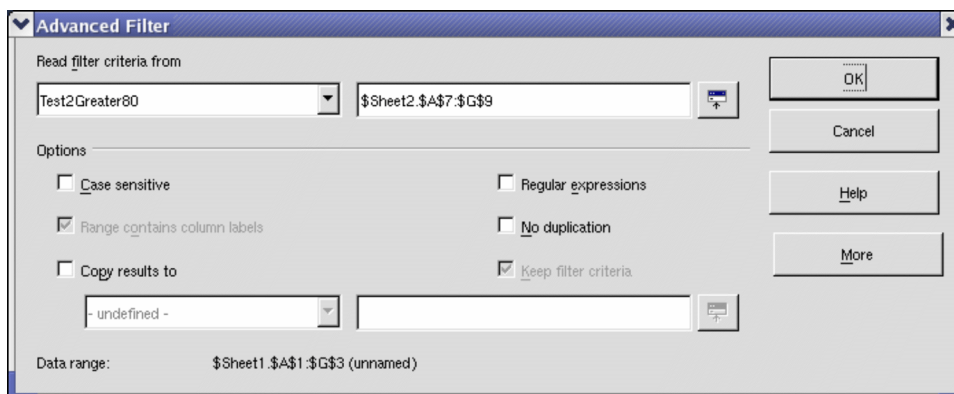 Advanced Filter
Read filter criteria from
Test2Greater80
$Sheet2.$A$7:$G$9
OK
Cancel
Options
Case sensitive
Regular expressions
Help
Range contains column labels
No duplication
More
Copy results to
Keep filter criteria
- undefined -
Data range:
$Sheet1.$A$1:$G$3 (unnamed)